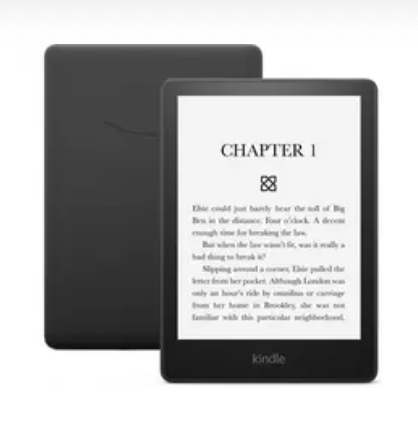 CHAPTER 1
Elsie could just barely hear the toll of Big
Ben in the distance. Four o'clock. A decent
enough time for breaking the law.
But when the law wasn't fit, was it really a
bad thing to break it?
Slipping around a corner, Elsie pulled the
letter from her pocket. Although London was
only an hour's ride by omnibus or carriage
from her home in Brookley, she was not
familiar with this particular neighborhood.
kindle